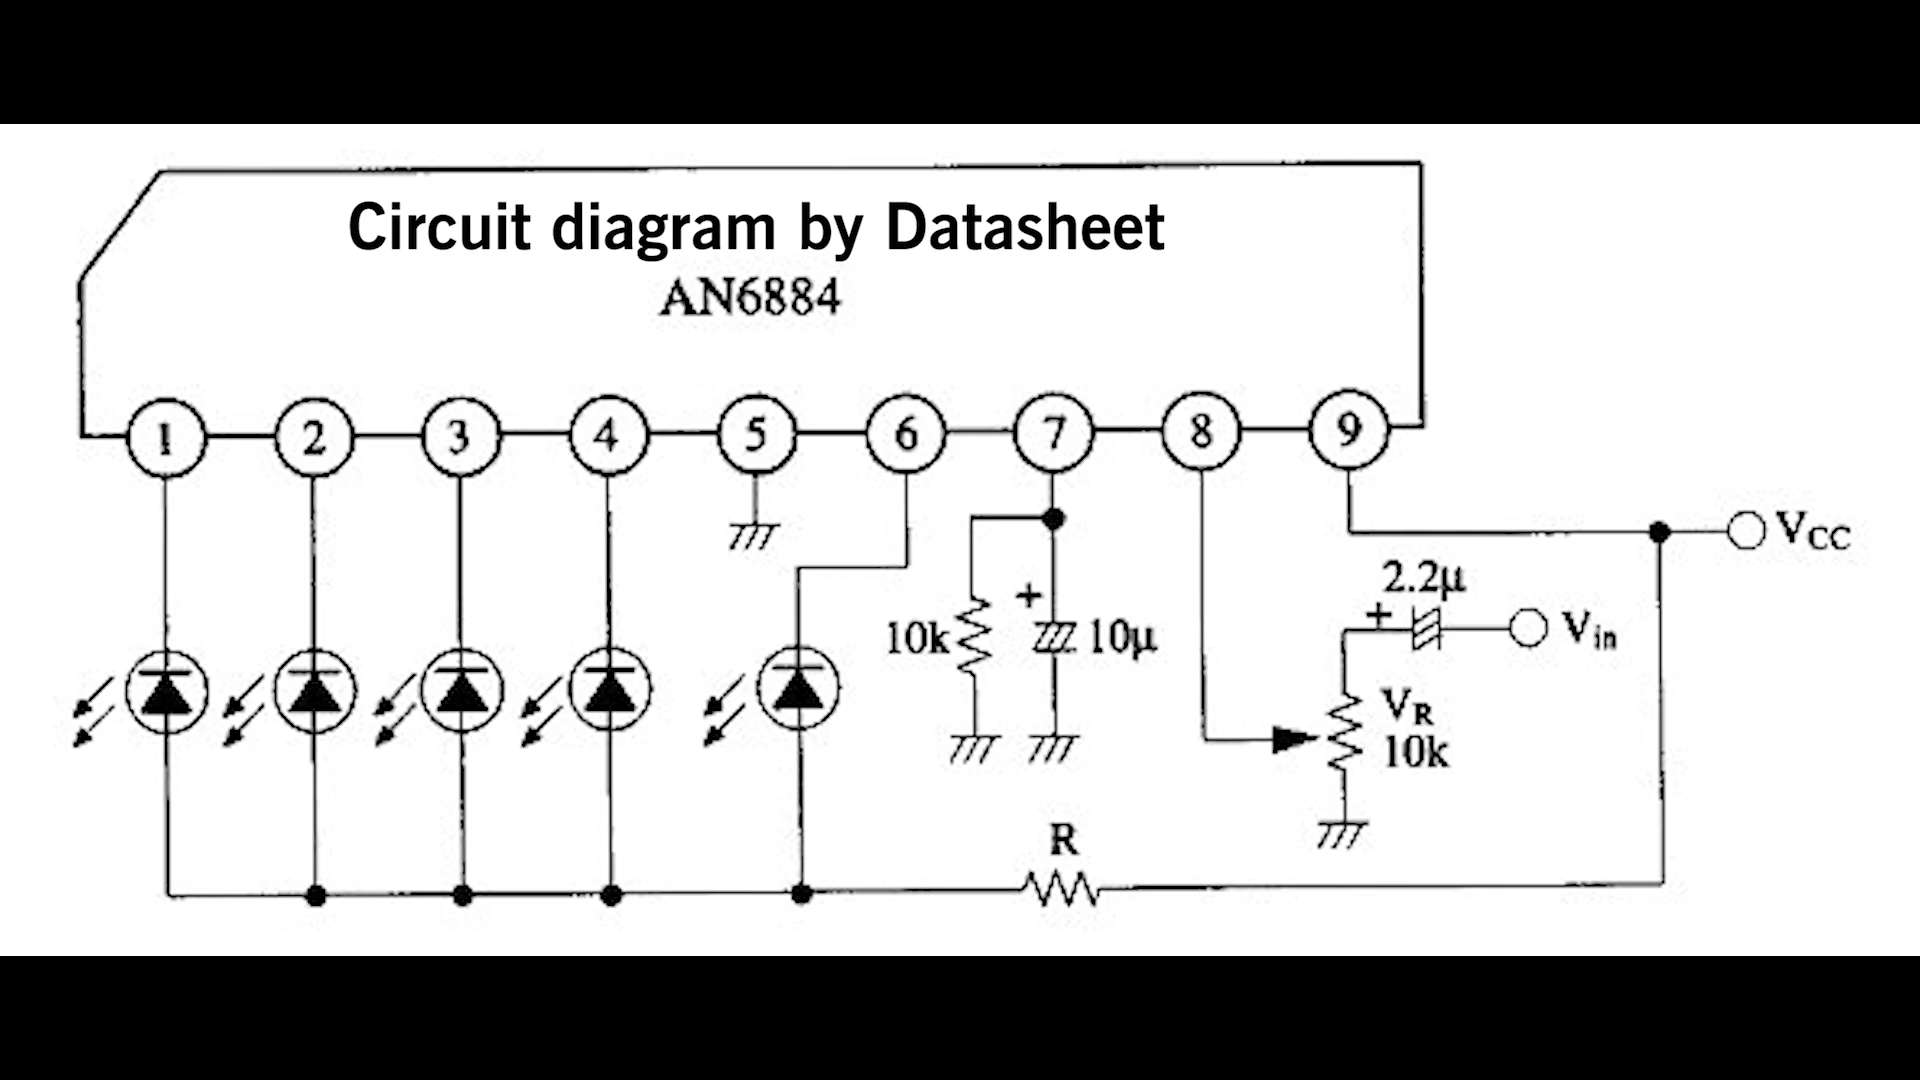 Circuit diagram by Datasheet
AN6884
1 2 3 4 5 6 7 8 9
VCC
2.2μ
+
Vin
+
10k
10μ
VR
10k
R